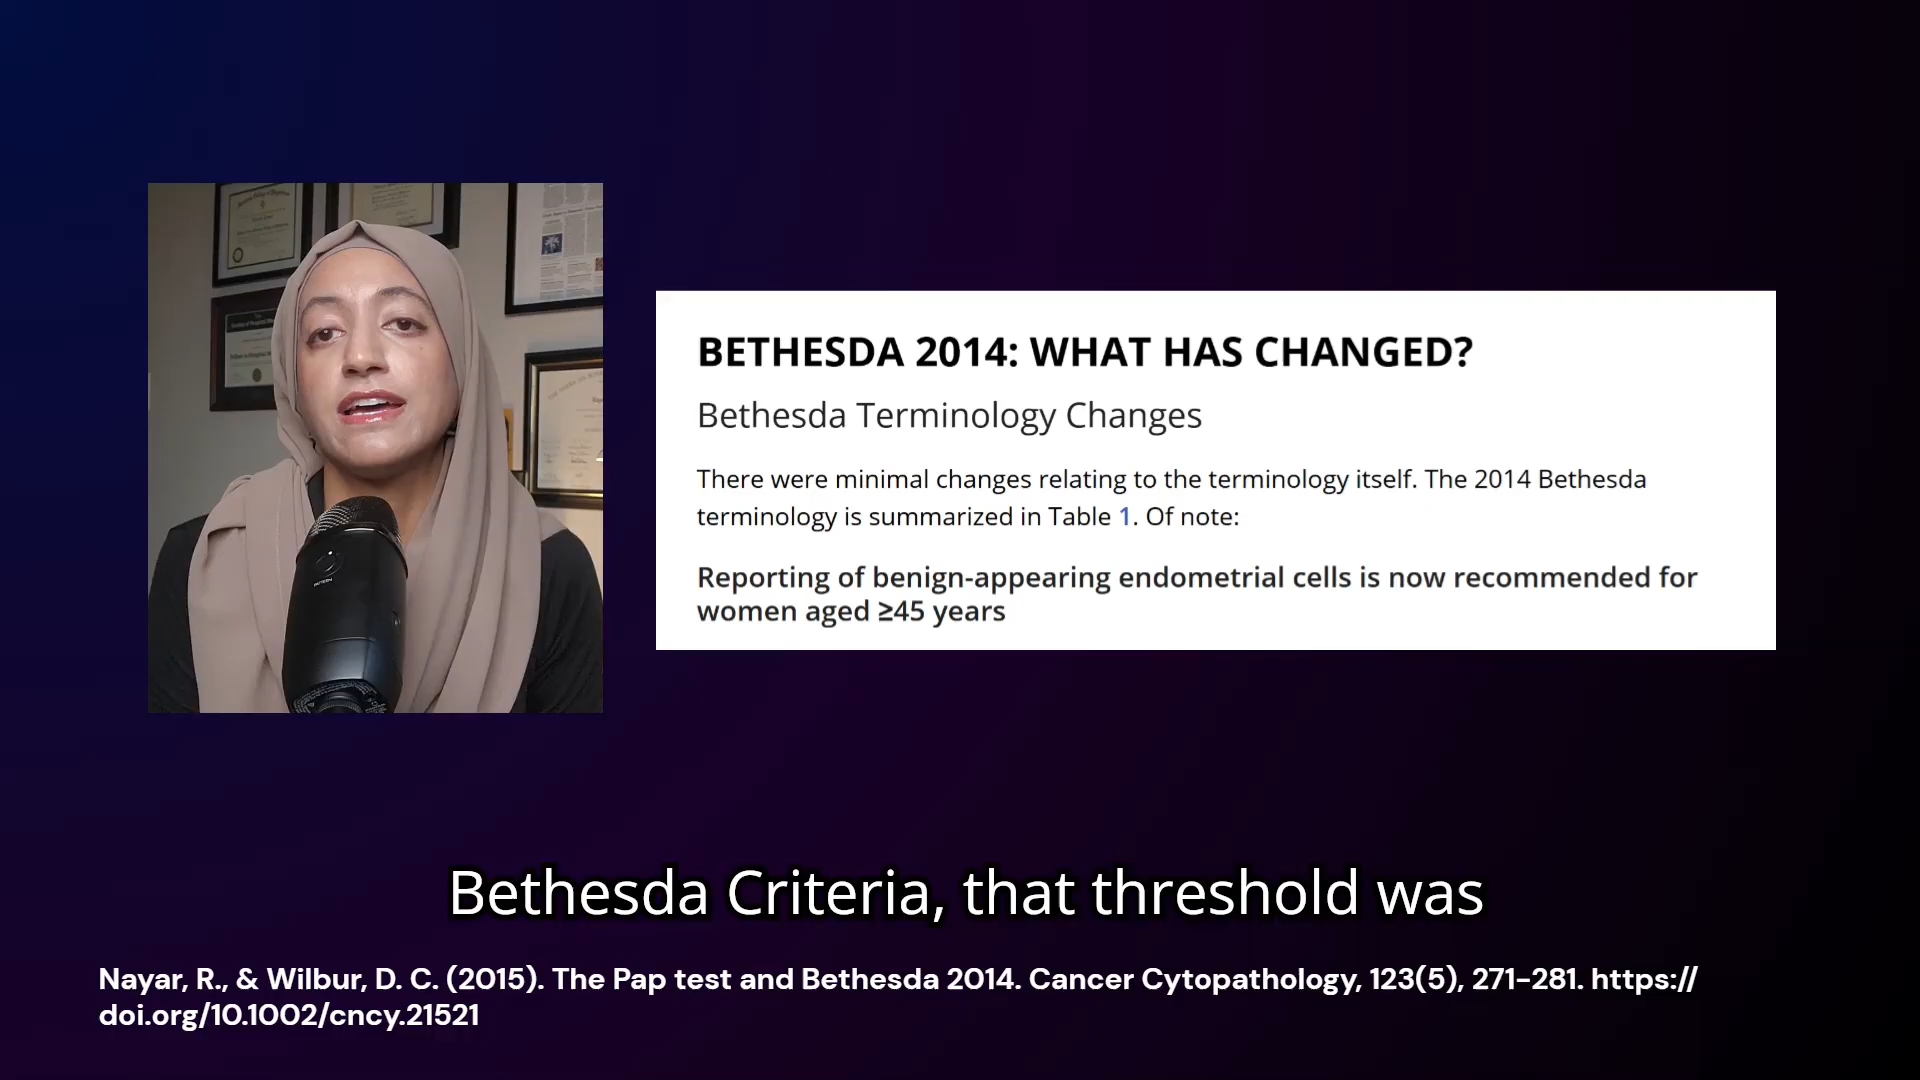 BETHESDA 2014: WHAT HAS CHANGED?
Bethesda Terminology Changes
There were minimal changes relating to the terminology itself. The 2014 Bethesda
terminology is summarized in Table 1. Of note:
Reporting of benign-appearing endometrial cells is now recommended for
women aged ≥45 years
Bethesda Criteria, that threshold was
Nayar, R., & Wilbur, D. C. (2015). The Pap test and Bethesda 2014. Cancer Cytopathology, 123(5), 271-281. https://
doi.org/10.1002/cncy.21521